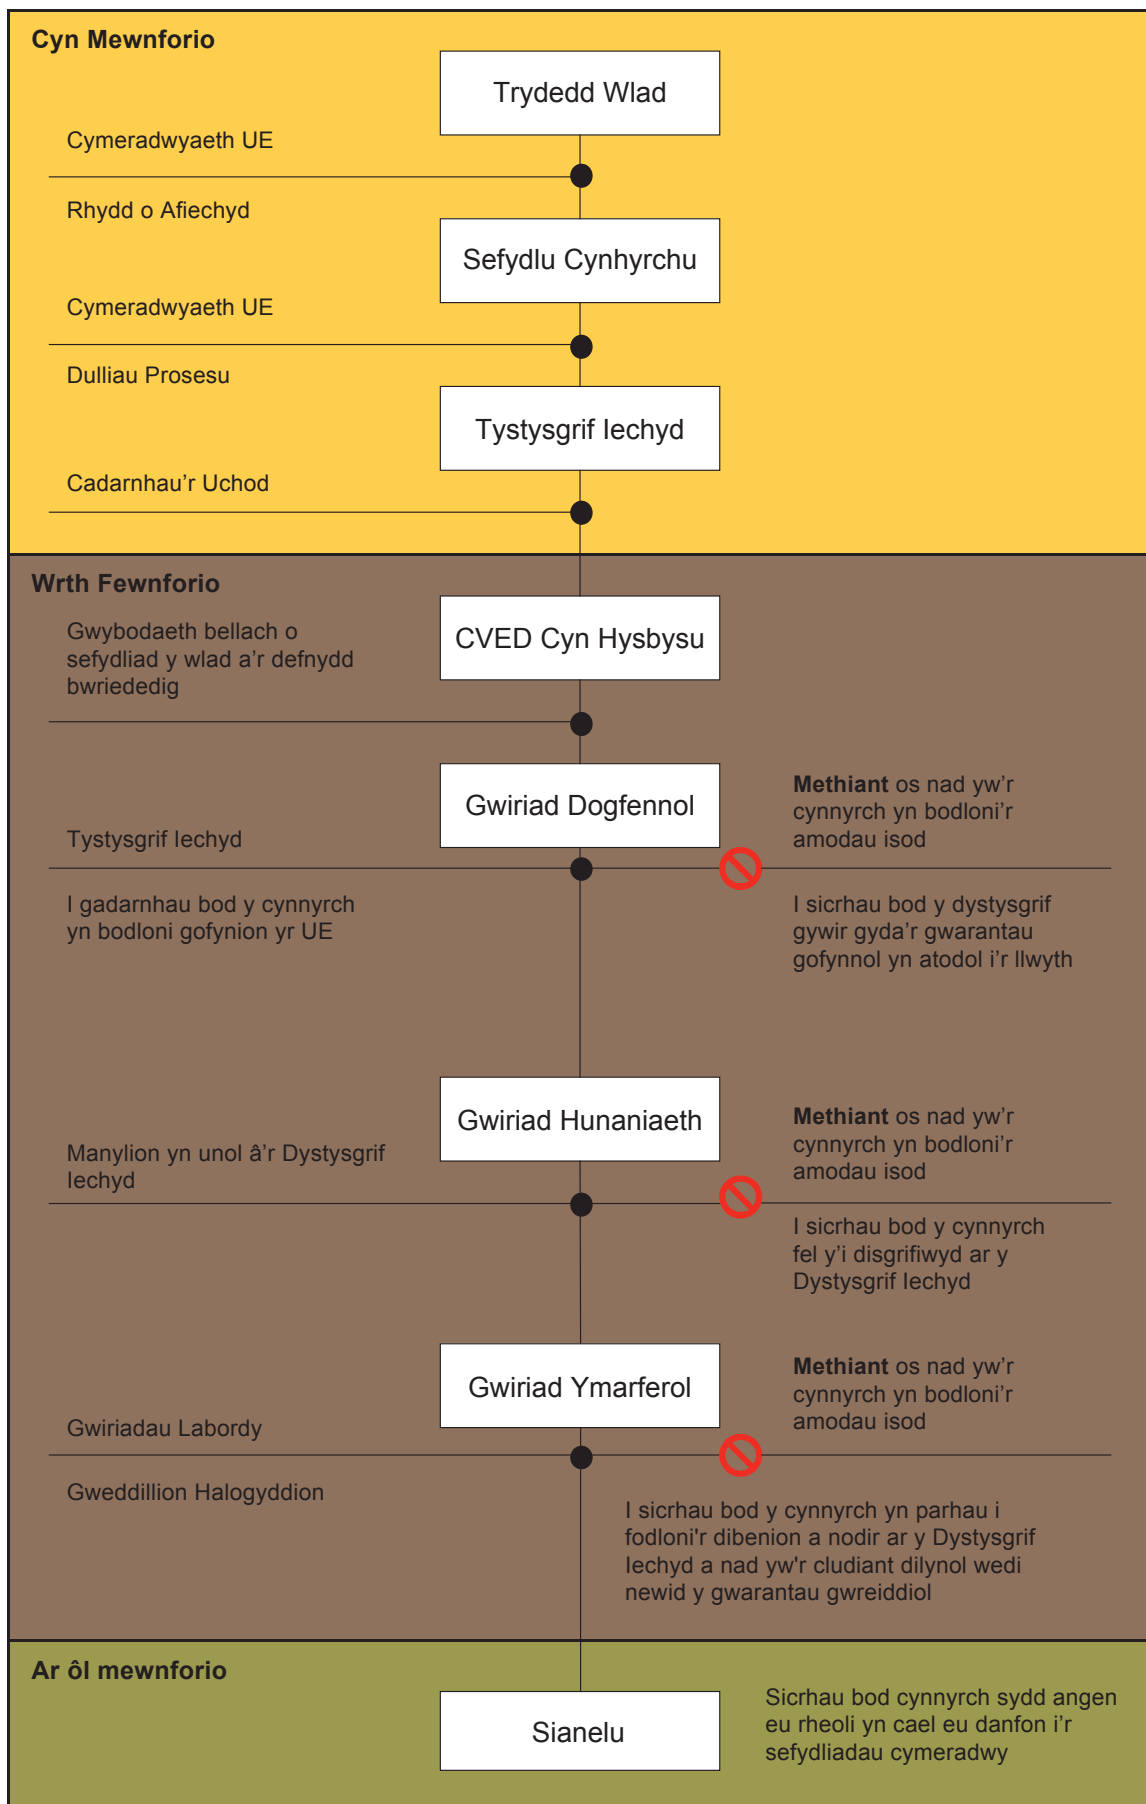 Cyn Mewnforio
Trydedd Wlad
Cymeradwyaeth UE
Rhydd o Afiechyd
Sefydlu Cynhyrchu
Cymeradwyaeth UE
Dulliau Prosesu
Tystysgrif Iechyd
Cadarnhau’r Uchod
Wrth Fewnforio
CVED Cyn Hysbysu
Gwybodaeth bellach o
sefydliad y wlad a’r defnydd
bwriededig
Gwiriad Dogfennol
Methiant os nad yw’r
cynnyrch yn bodloni’r
amodau isod
Tystysgrif Iechyd
I gadarnhau bod y cynnyrch
yn bodloni gofynion yr UE
I sicrhau bod y dystysgrif
gywir gyda’r gwarantau
gofynnol yn atodol i’r llwyth
Gwiriad Hunaniaeth
Methiant os nad yw’r
cynnyrch yn bodloni’r
amodau isod
Manylion yn unol â’r Dystysgrif
Iechyd
I sicrhau bod y cynnyrch
fel y’i disgrifiwyd ar y
Dystysgrif Iechyd
Gwiriad Ymarferol
Methiant os nad yw’r
cynnyrch yn bodloni’r
amodau isod
Gwiriadau Labordy
Gweddillion Halogyddion
I sicrhau bod y cynnyrch yn parhau i
fodloni'r dibenion a nodir ar y Dystysgrif
Iechyd a nad yw'r cludiant dilynol wedi
newid y gwarantau gwreiddiol
Ar ôl mewnforio
Sianelu
Sicrhau bod cynnyrch sydd angen
eu rheoli yn cael eu danfon i’r
sefydliadau cymeradwy